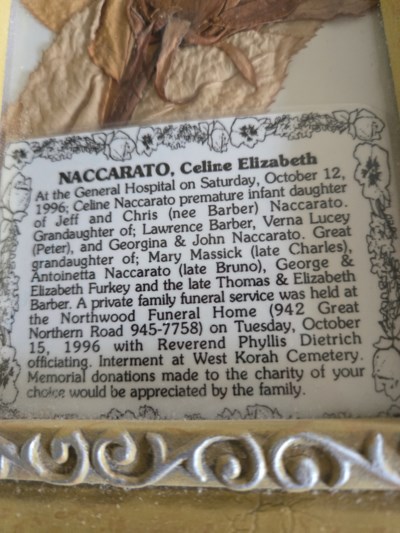 NACCARATO, Celine Elizabeth
At the General Hospital on Saturday, October 12,
1996; Celine Naccarato premature infant daughter
of Jeff and Chris (nee Barber) Naccarato.
Grandaughter of; Lawrence Barber, Verna Lucey
(Peter), and Georgina & John Naccarato. Great
grandaughter of; Mary Massick (late Charles),
Antoinetta Naccarato (late Bruno), George &
Elizabeth Furkey and the late Thomas & Elizabeth
Barber. A private family funeral service was held at
the Northwood Funeral Home (942 Great
Northern Road 945-7758) on Tuesday, October
15, 1996 with Reverend Phyllis Dietrich
officiating. Interment at West Korah Cemetery.
Memorial donations made to the charity of your
choice would be appreciated by the family.